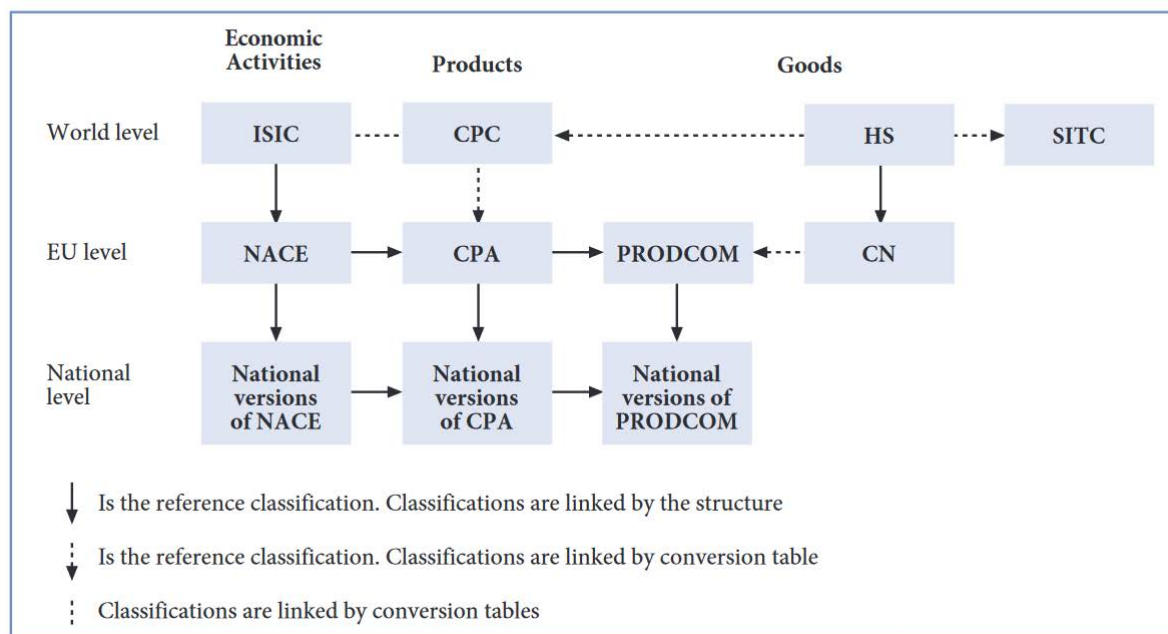 Economic
Activities
Products
Goods
World level
ISIC
CPC
HS
SITC
EU level
NACE
CPA
PRODCOM
CN
National
level
National
versions
of NACE
National
versions
of CPA
National
versions of
PRODCOM
Is the reference classification. Classifications are linked by the structure
Is the reference classification. Classifications are linked by conversion table
Classifications are linked by conversion tables